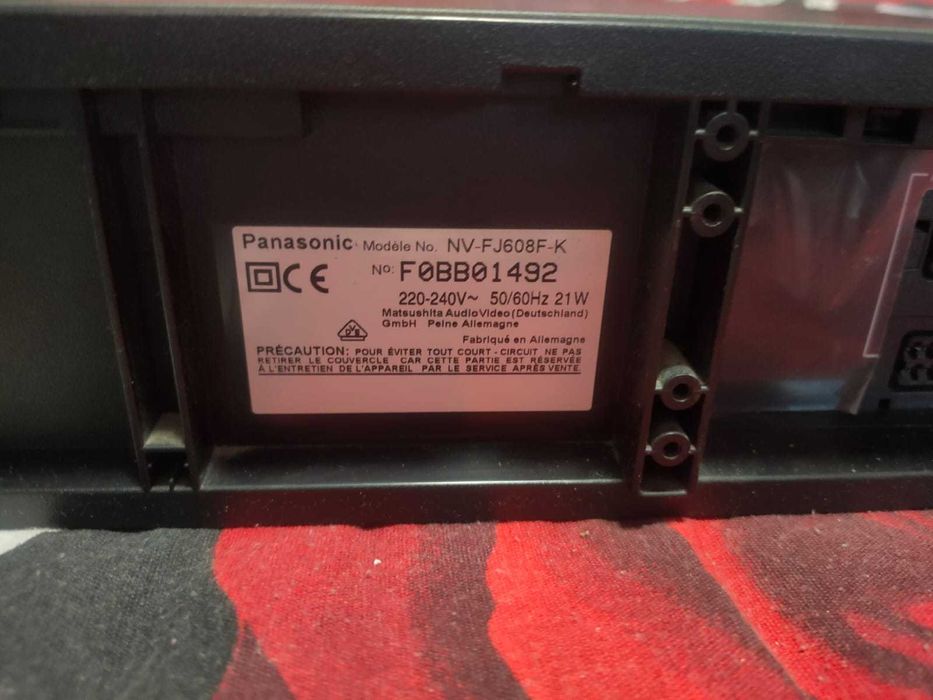 Panasonic Modèle No. NV-FJ608F-K
CE No: F0BB01492
220-240V~ 50/60Hz 21W
Matsushita AudioVideo (Deutschland)
GmbH Peine Allemagne
Fabriqué en Allemagne
PRÉCAUTION: POUR ÉVITER TOUT COURT-CIRCUIT NE PAS
RETIRER LE COUVERCLE CAR CETTE PARTIE EST RÉSERVÉE
À L'ENTRETIEN DE L'APPAREIL PAR LE SERVICE APRÈS VENTE.